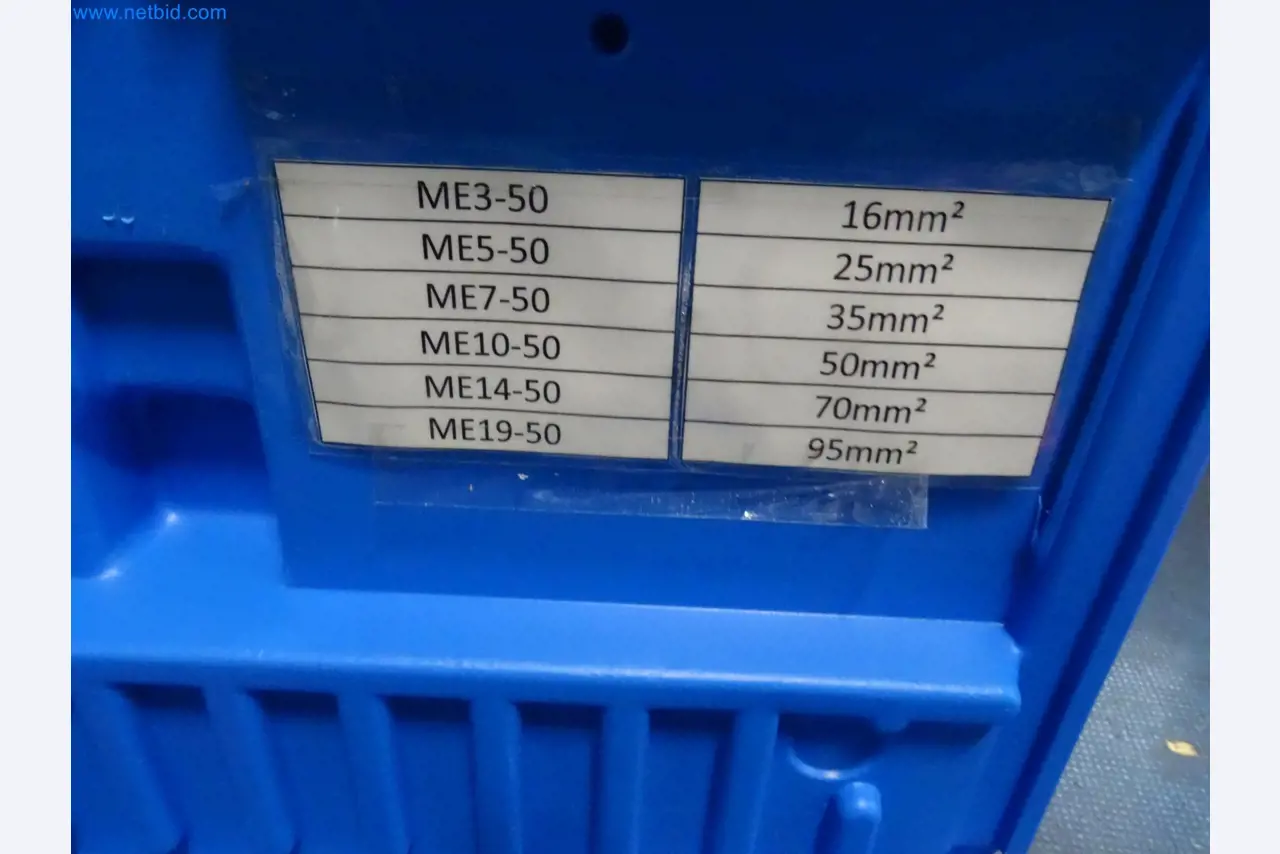 www.netbid.com
ME3-50 16mm²
ME5-50 25mm²
ME7-50 35mm²
ME10-50 50mm²
ME14-50 70mm²
ME19-50 95mm²